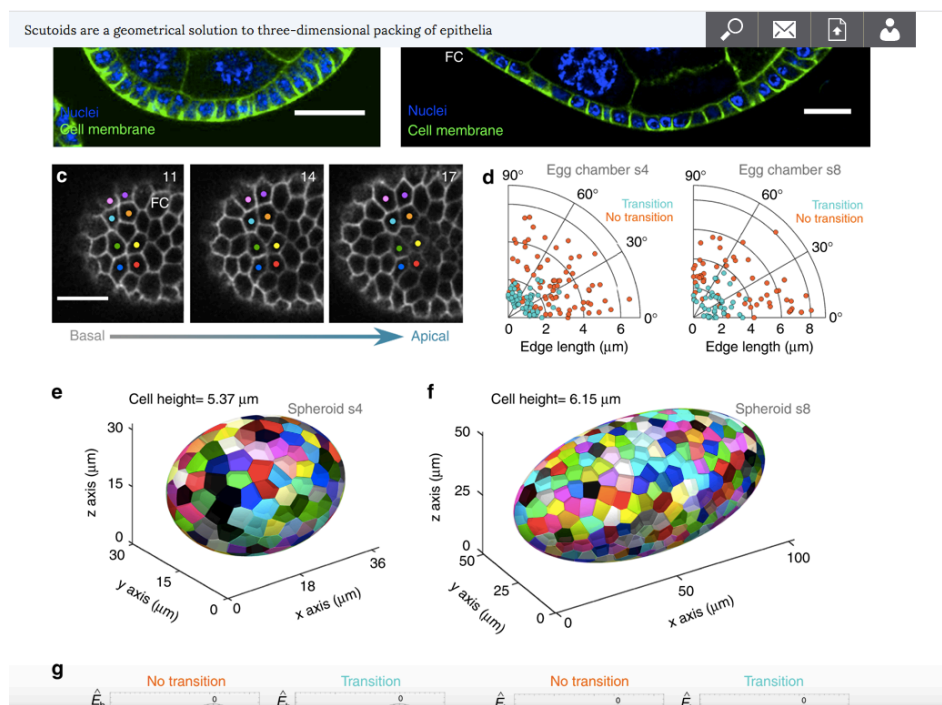 Scutoids are a geometrical solution to three-dimensional packing of epithelia
FC
Nuclei
Cell membrane
Nuclei
Cell membrane
c
11
FC
14
17
Basal
Apical
d
Egg chamber s4
90°
60°
Transition
No transition
30°
0°
0 2 4 6
Edge length (μm)
Egg chamber s8
90°
60°
Transition
No transition
30°
0°
0 2 4 6 8
Edge length (μm)
e
Cell height= 5.37 μm
Spheroid s4
30
15
0
z axis (μm)
30
15
0
y axis (μm)
0
18
36
x axis (μm)
f
Cell height= 6.15 μm
Spheroid s8
50
25
0
z axis (μm)
50
25
0
y axis (μm)
0
50
100
x axis (μm)
g
No transition
Transition
No transition
Transition
0
0
0
0